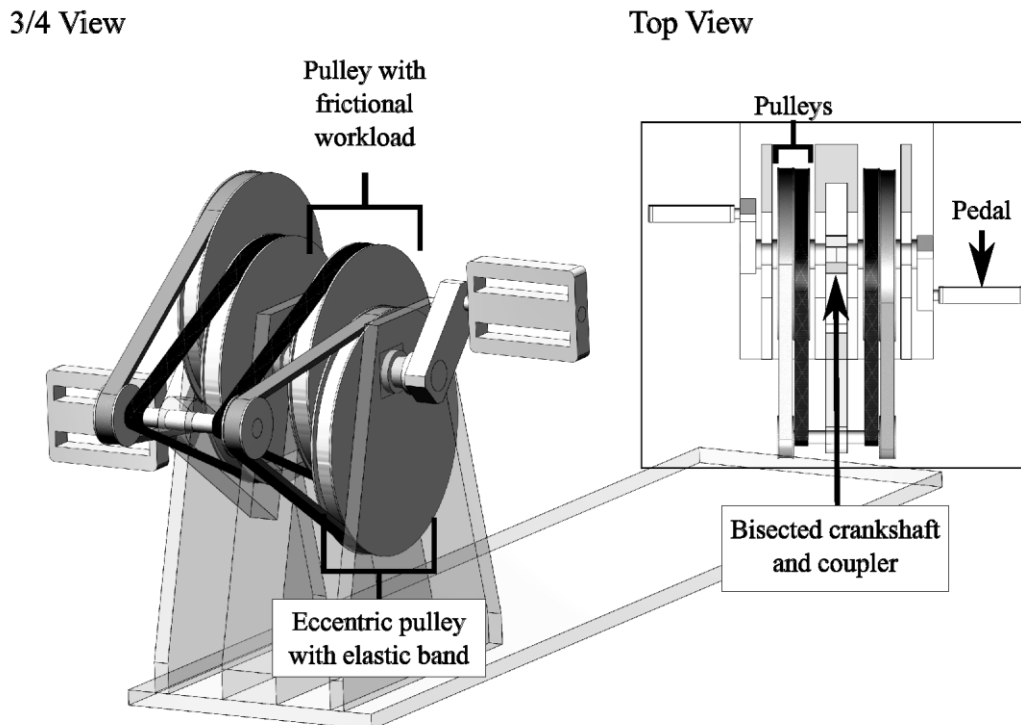 3/4 View
Top View
Pulley with
frictional
workload
Pulleys
Pedal
Bisected crankshaft
and coupler
Eccentric pulley
with elastic band